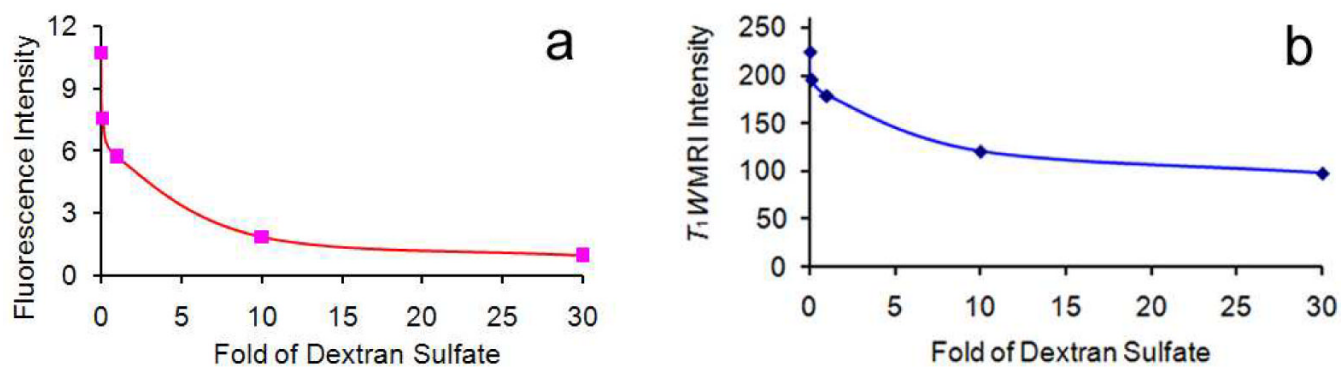 a
Fluorescence Intensity
12
9
6
3
0
0 5 10 15 20 25 30
Fold of Dextran Sulfate
b
T₁WMRI Intensity
250
200
150
100
50
0
0 5 10 15 20 25 30
Fold of Dextran Sulfate